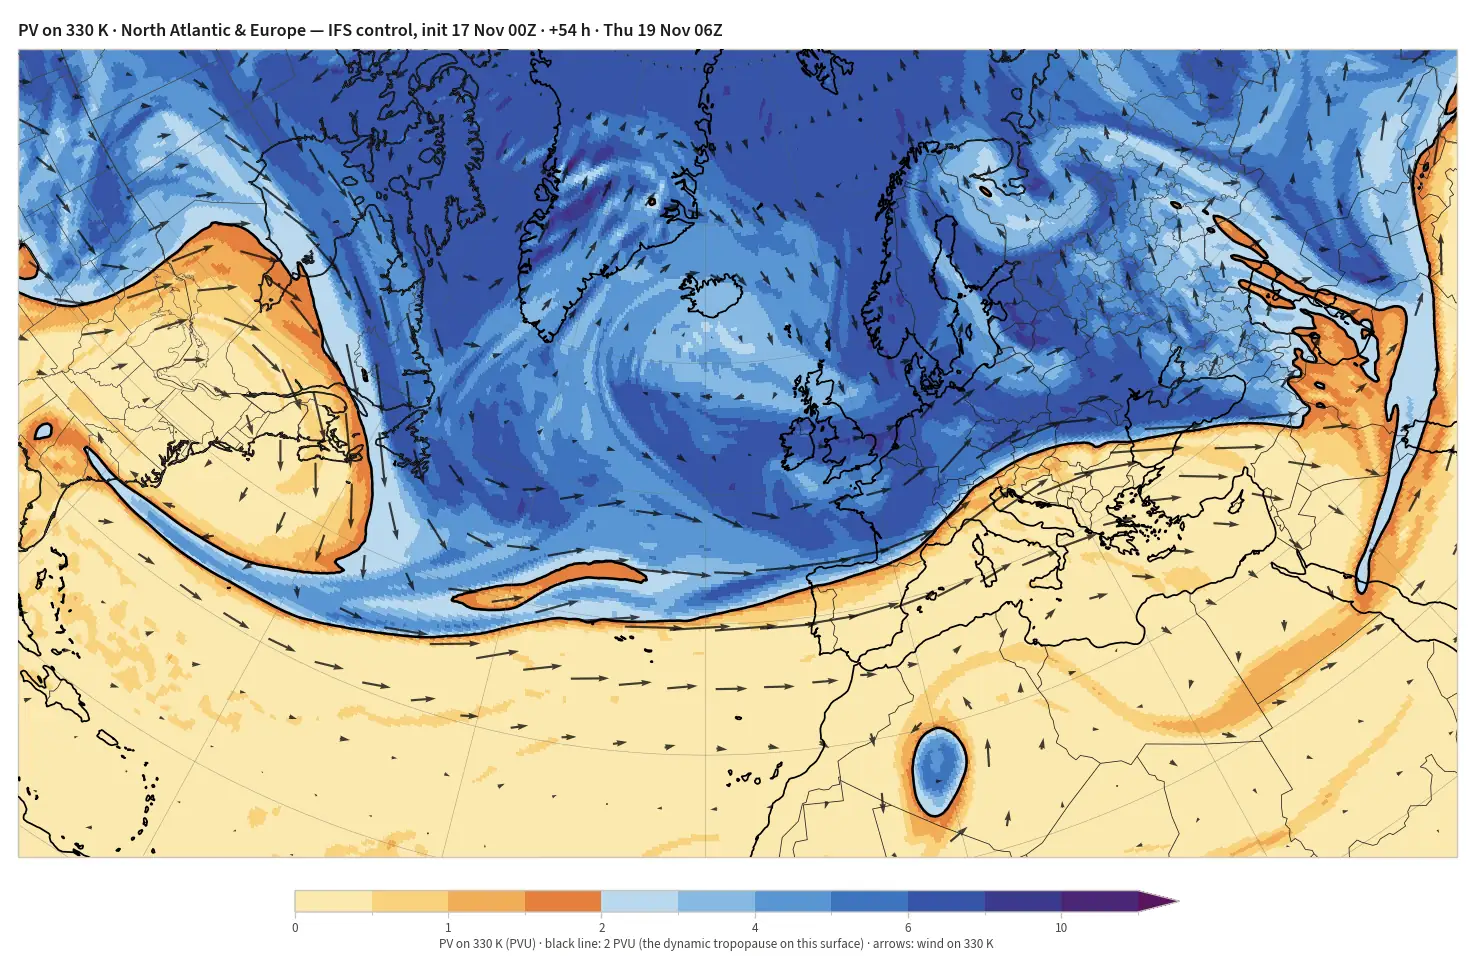 PV on 330 K · North Atlantic & Europe — IFS control, init 17 Nov 00Z · +54 h · Thu 19 Nov 06Z
0 1 2 4 6 10
PV on 330 K (PVU) · black line: 2 PVU (the dynamic tropopause on this surface) · arrows: wind on 330 K